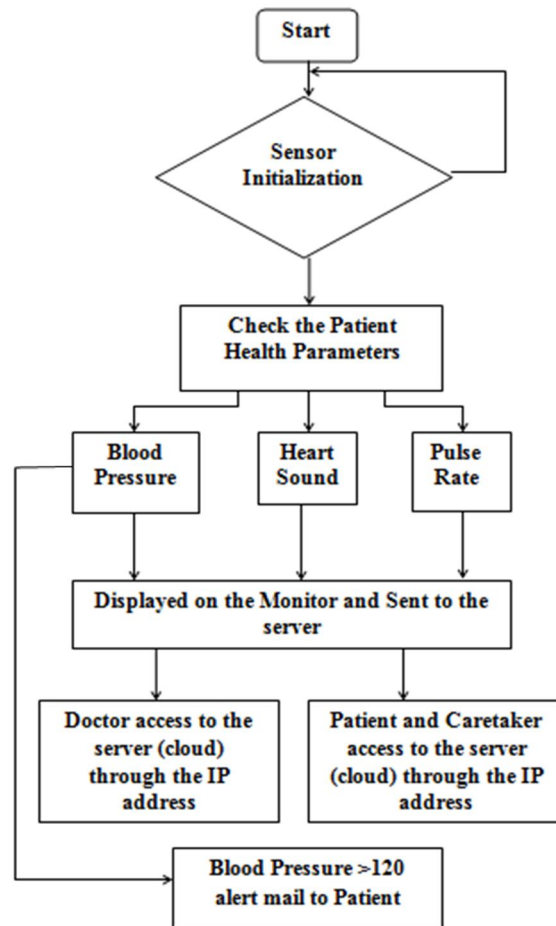 Start
Sensor
Initialization
Check the Patient
Health Parameters
Blood
Pressure
Heart
Sound
Pulse
Rate
Displayed on the Monitor and Sent to the
server
Doctor access to the
server (cloud)
through the IP
address
Patient and Caretaker
access to the server
(cloud) through the IP
address
Blood Pressure >120
alert mail to Patient